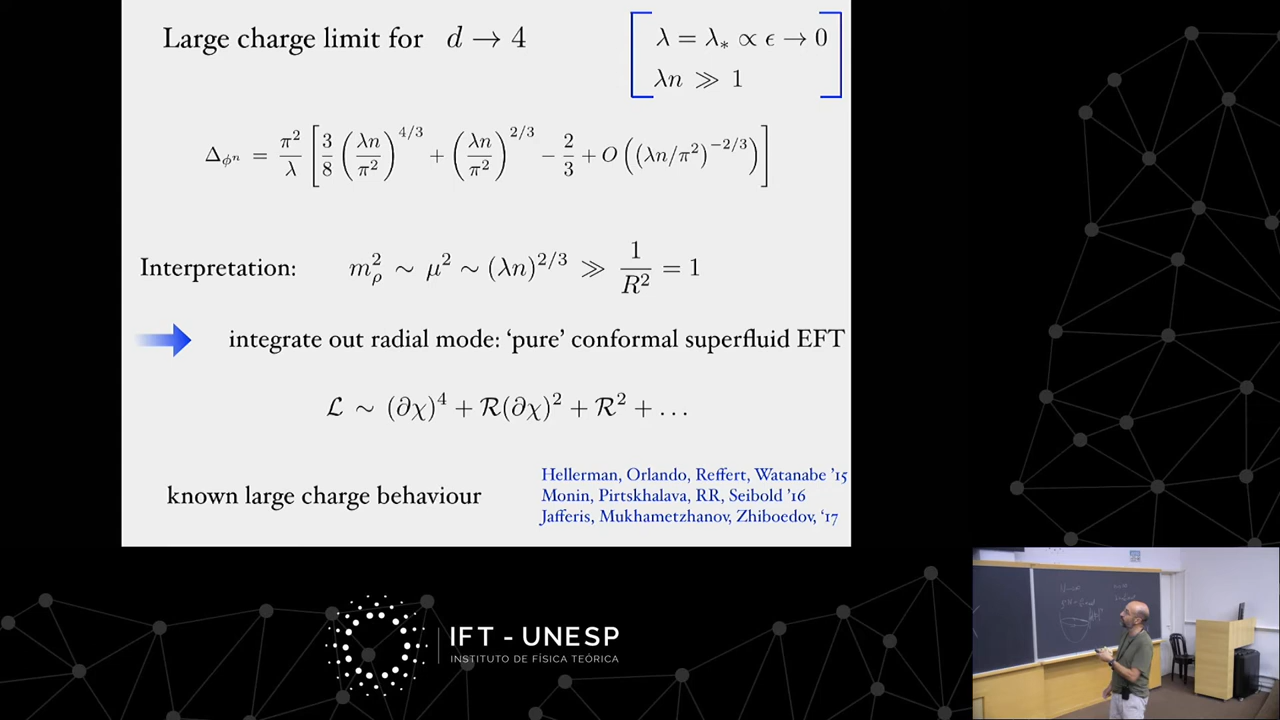 Large charge limit for d → 4
λ = λ* ∝ ϵ → 0
λn ≫ 1
Δ_{ϕ^n} = π²/λ [ 3/8 (λn/π²)^{4/3} + (λn/π²)^{2/3} − 2/3 + O((λn/π²)^{−2/3}) ]
Interpretation: m_ρ² ∼ μ² ∼ (λn)^{2/3} ≫ 1/R² = 1
integrate out radial mode: ‘pure’ conformal superfluid EFT
ℒ ∼ (∂χ)⁴ + ℛ(∂χ)² + ℛ² + …
known large charge behaviour
Hellerman, Orlando, Reffert, Watanabe ’15
Monin, Pirtskhalava, RR, Seibold ’16
Jafferis, Mukhametzhanov, Zhiboedov, ‘17
IFT - UNESP
INSTITUTO DE FÍSICA TEÓRICA